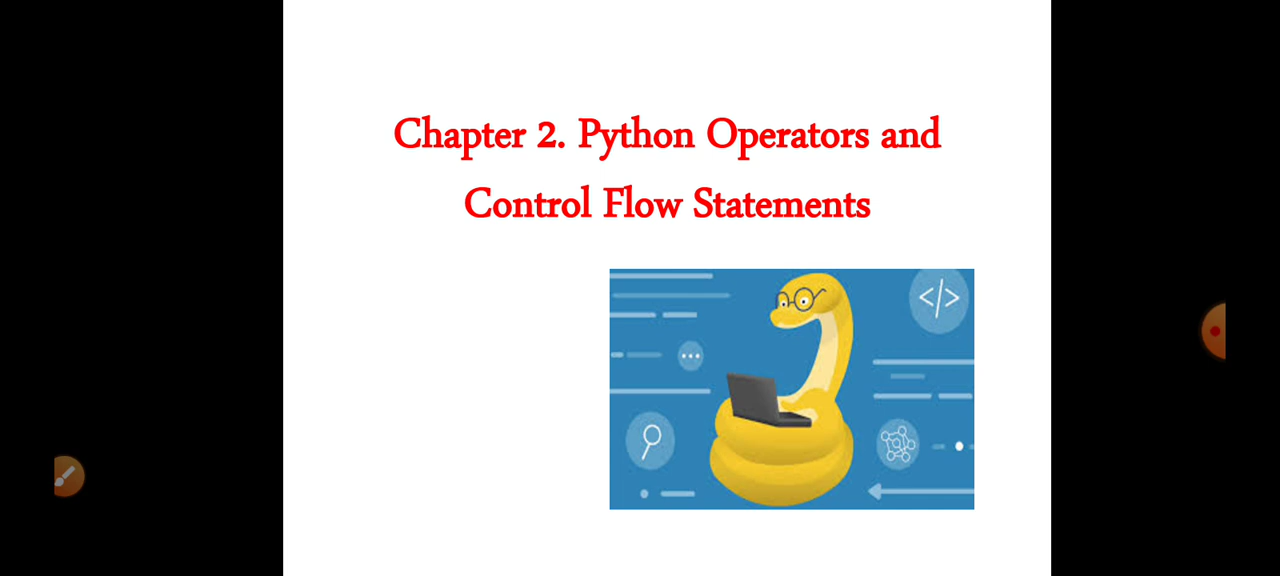 Chapter 2. Python Operators and
Control Flow Statements
</>